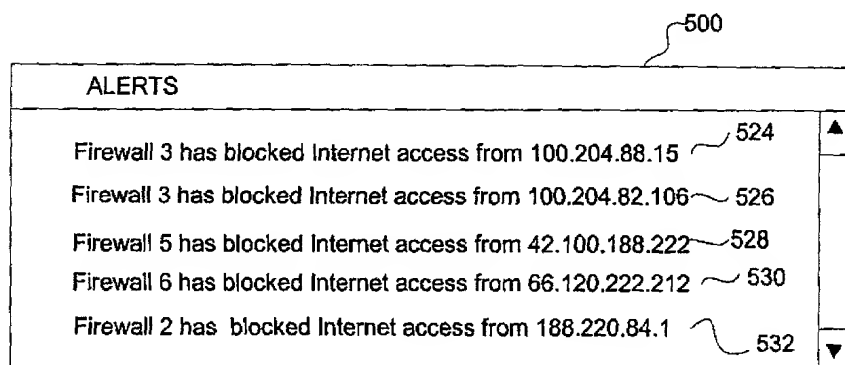 500
ALERTS
Firewall 3 has blocked Internet access from 100.204.88.15 524
Firewall 3 has blocked Internet access from 100.204.82.106 526
Firewall 5 has blocked Internet access from 42.100.188.222 528
Firewall 6 has blocked Internet access from 66.120.222.212 530
Firewall 2 has blocked Internet access from 188.220.84.1 532